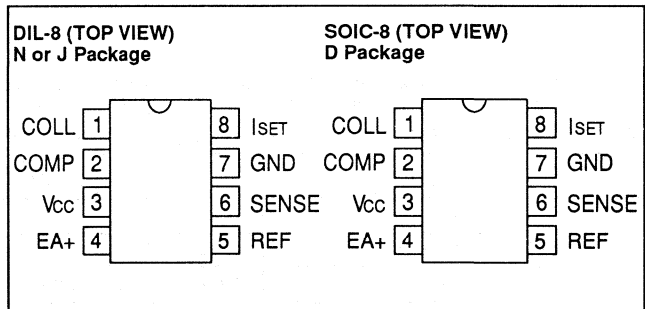 DIL-8 (TOP VIEW)
N or J Package
COLL 1 8 ISET
COMP 2 7 GND
Vcc 3 6 SENSE
EA+ 4 5 REF
SOIC-8 (TOP VIEW)
D Package
COLL 1 8 ISET
COMP 2 7 GND
Vcc 3 6 SENSE
EA+ 4 5 REF